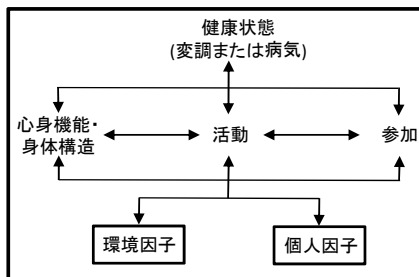 健康状態
(変調または病気)
心身機能・
身体構造
活動
参加
環境因子
個人因子